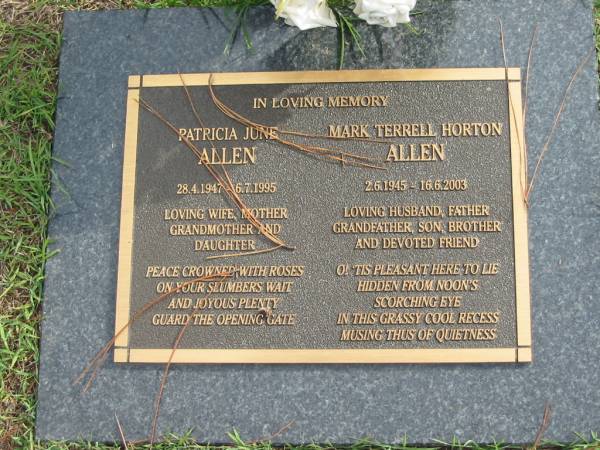 IN LOVING MEMORY
PATRICIA JUNE
ALLEN
28.4.1947 - 6.7.1995
LOVING WIFE, MOTHER
GRANDMOTHER AND
DAUGHTER
PEACE CROWNED WITH ROSES
ON YOUR SLUMBERS WAIT
AND JOYOUS PLENTY
GUARD THE OPENING GATE
MARK TERRELL HORTON
ALLEN
2.6.1945 - 16.6.2003
LOVING HUSBAND, FATHER
GRANDFATHER, SON, BROTHER
AND DEVOTED FRIEND
O! 'TIS PLEASANT HERE TO LIE
HIDDEN FROM NOON'S
SCORCHING EYE
IN THIS GRASSY COOL RECESS
MUSING THUS OF QUIETNESS